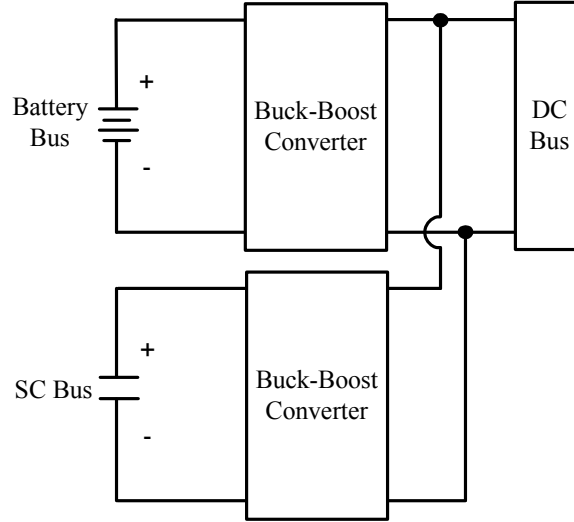 +
Battery
Bus
-
Buck-Boost
Converter
DC
Bus
+
SC Bus
-
Buck-Boost
Converter